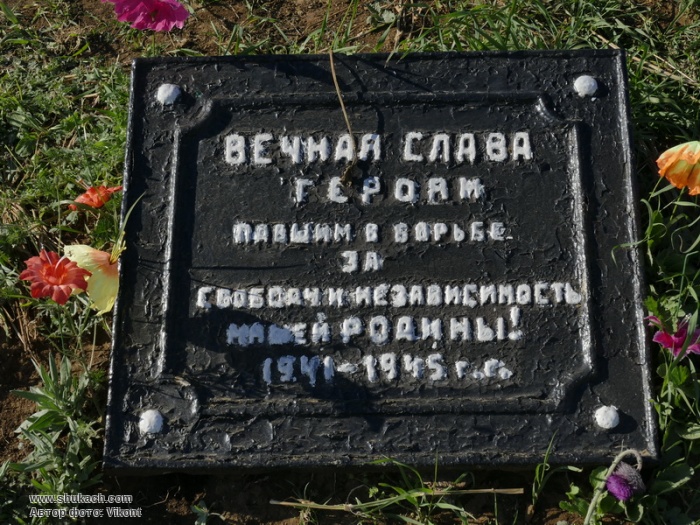 ВЕЧНАЯ СЛАВА
ГЕРОЯМ
ПАВШИМ В БОРЬБЕ
ЗА
СВОБОДУ И НЕЗАВИСИМОСТЬ
НАШЕЙ РОДИНЫ!
1941-1945 г.г.
www.shukach.com
Автор фото: Vikont